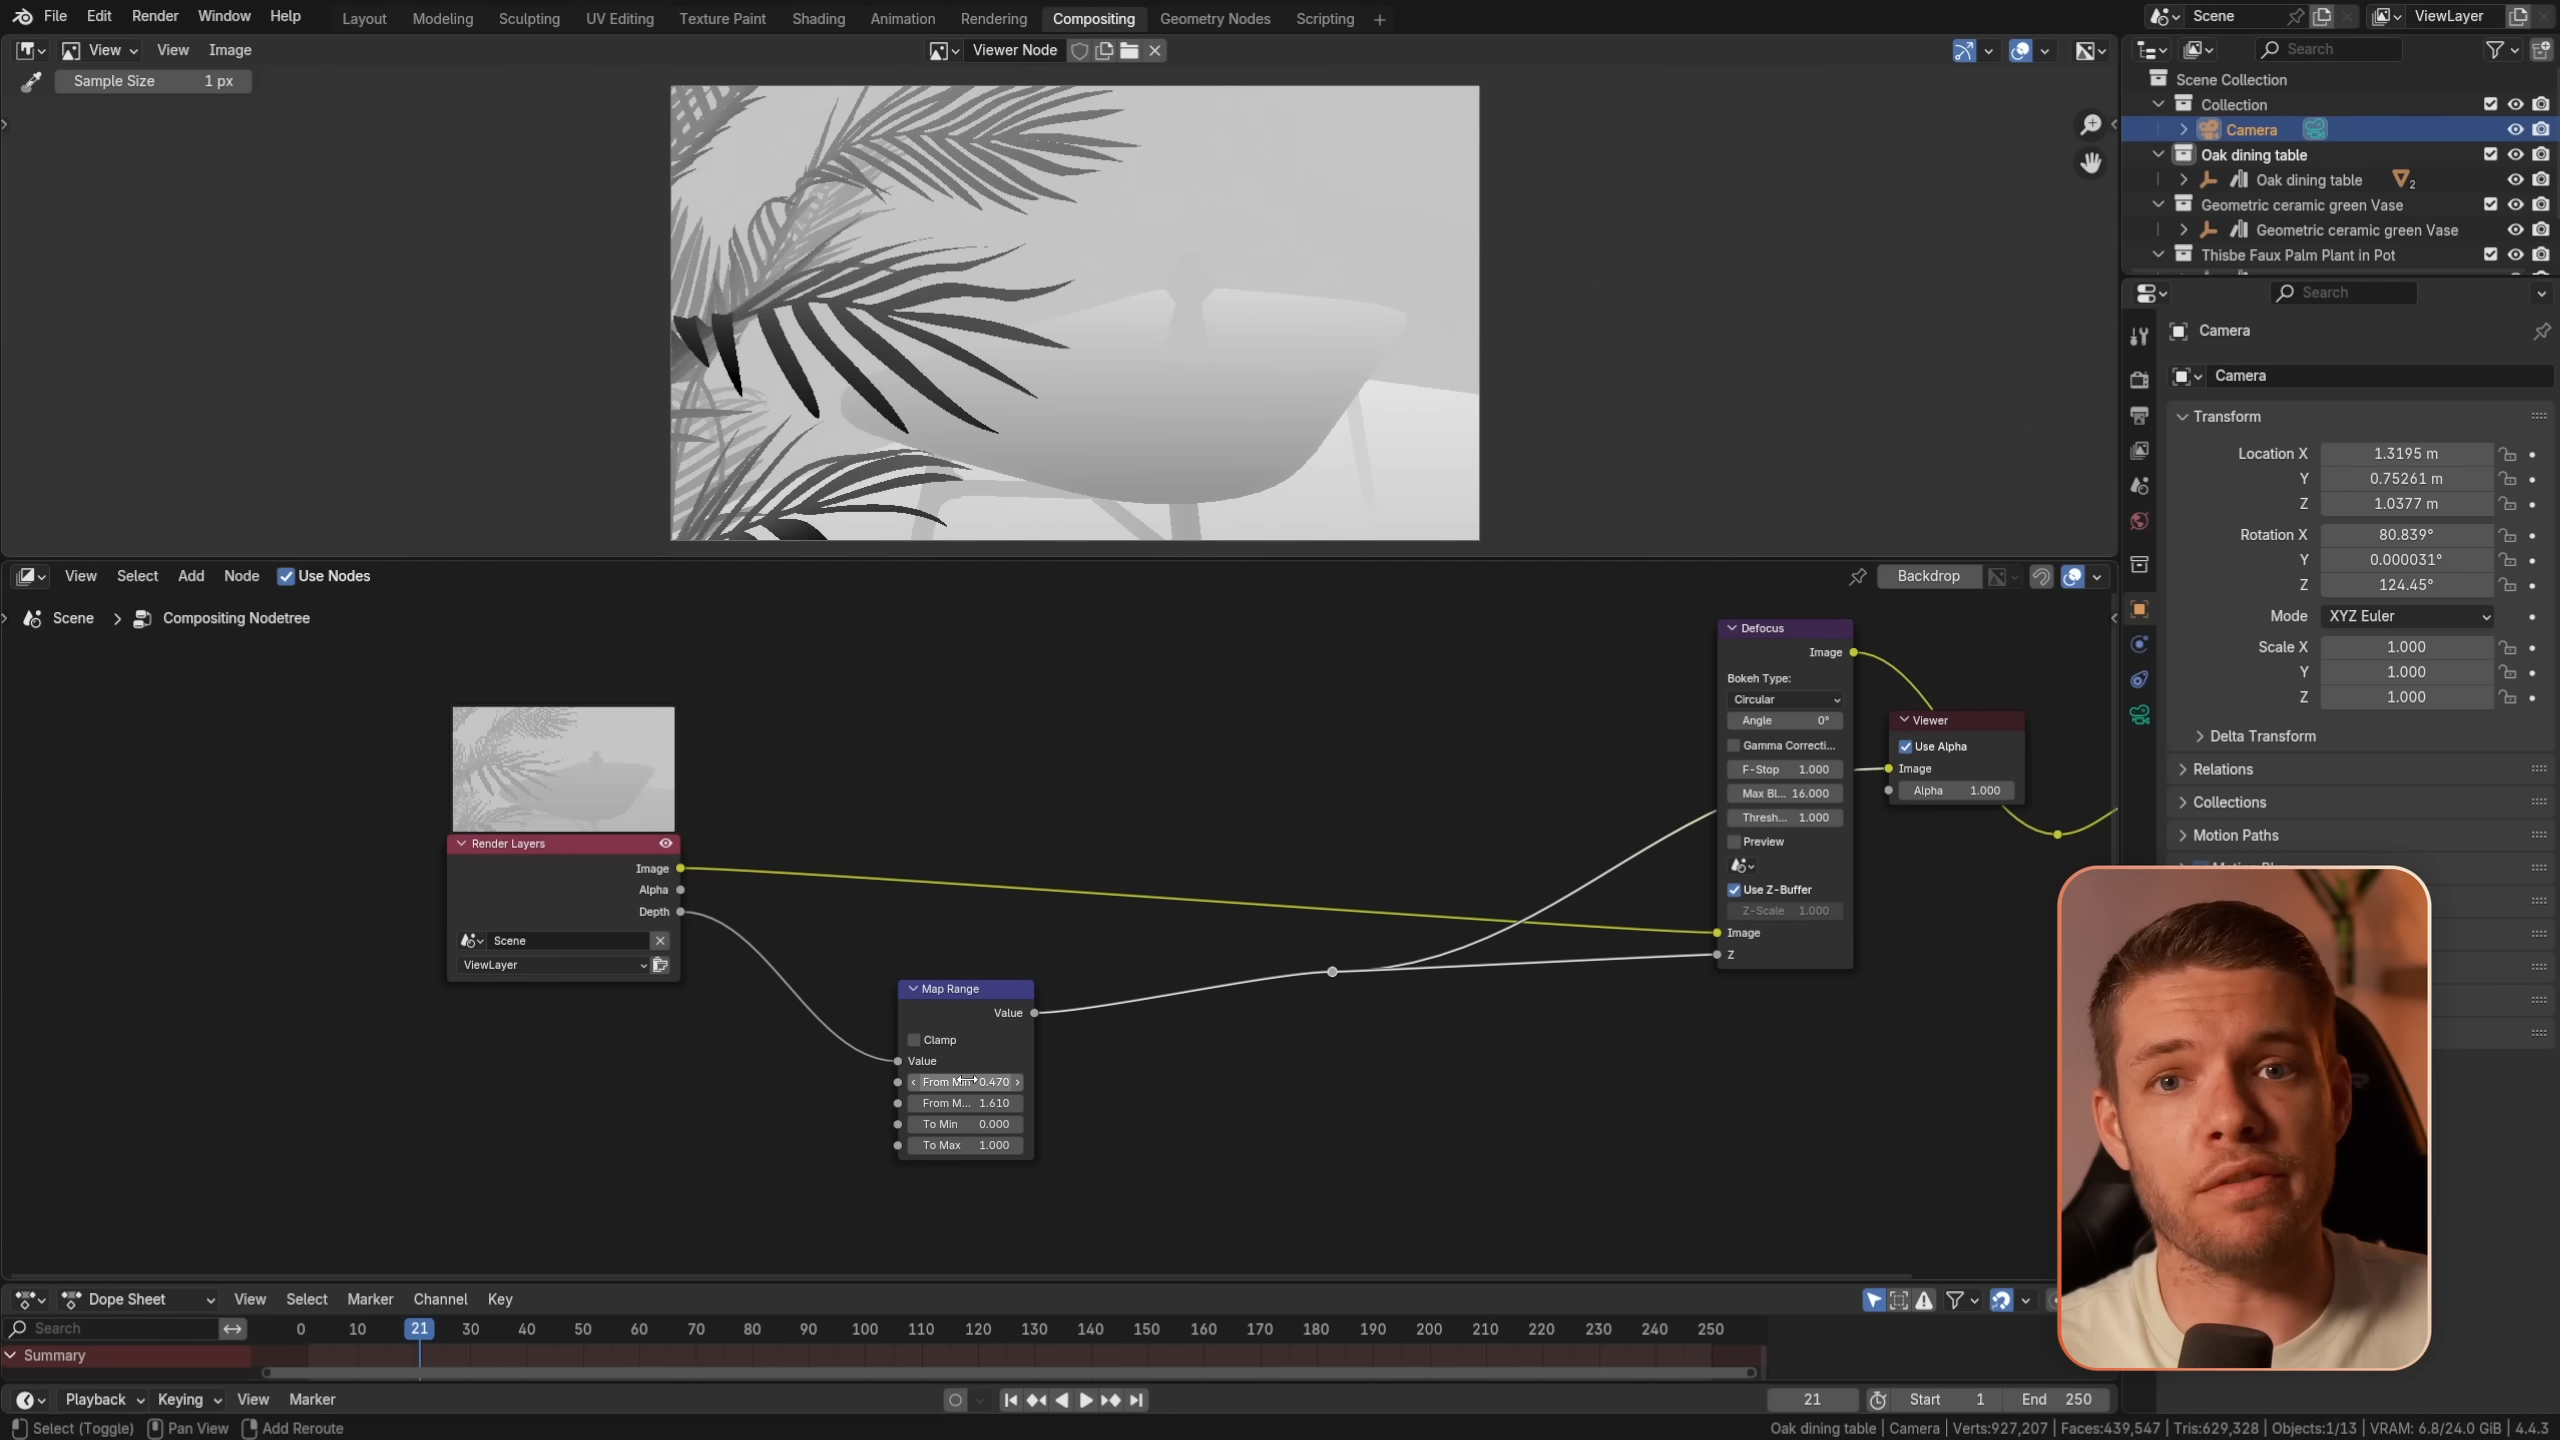 File Edit Render Window Help Layout Modeling Sculpting UV Editing Texture Paint Shading Animation Rendering Compositing Geometry Nodes Scripting + Scene ViewLayer
View View Image Viewer Node Search
Sample Size 1 px
Scene Collection
Collection
Camera
Oak dining table
Oak dining table 2
Geometric ceramic green Vase
Geometric ceramic green Vase
Thisbe Faux Palm Plant in Pot
Search
Camera
Camera
Transform
Location X 1.3195 m
Y 0.75261 m
Z 1.0377 m
Rotation X 80.839°
Y 0.000031°
Z 124.45°
Mode XYZ Euler
Scale X 1.000
Y 1.000
Z 1.000
Delta Transform
Relations
Collections
Motion Paths
View Select Add Node Use Nodes Backdrop
Scene > Compositing Nodetree
Defocus
Image
Bokeh Type:
Circular
Angle 0°
Gamma Correcti...
F-Stop 1.000
Max Bl... 16.000
Thresh... 1.000
Preview
Use Z-Buffer
Z-Scale 1.000
Image
Z
Viewer
Use Alpha
Image
Alpha 1.000
Render Layers
Image
Alpha
Depth
Scene
ViewLayer
Map Range
Value
Clamp
Value
From Min 0.470
From M... 1.610
To Min 0.000
To Max 1.000
Dope Sheet View Select Marker Channel Key
Search 0 10 21 30 40 50 60 70 80 90 100 110 120 130 140 150 160 170 180 190 200 210 220 230 240 250
Summary
Playback Keying View Marker 21 Start 1 End 250
Select (Toggle) Pan View Add Reroute Oak dining table | Camera | Verts:927,207 | Faces:439,547 | Tris:629,328 | Objects:1/13 | VRAM: 6.8/24.0 GiB | 4.4.3